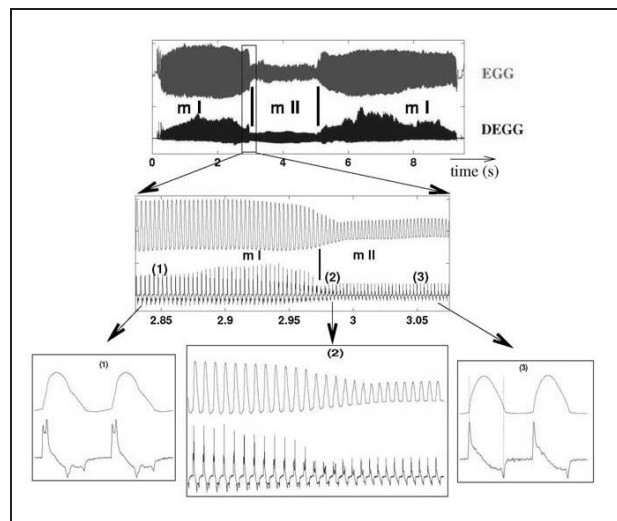 EGG
m I m II m I
DEGG
0 2 4 6 8
time (s)
m I m II
(1) (2) (3)
2.85 2.9 2.95 3 3.05
(1)
(2)
(3)